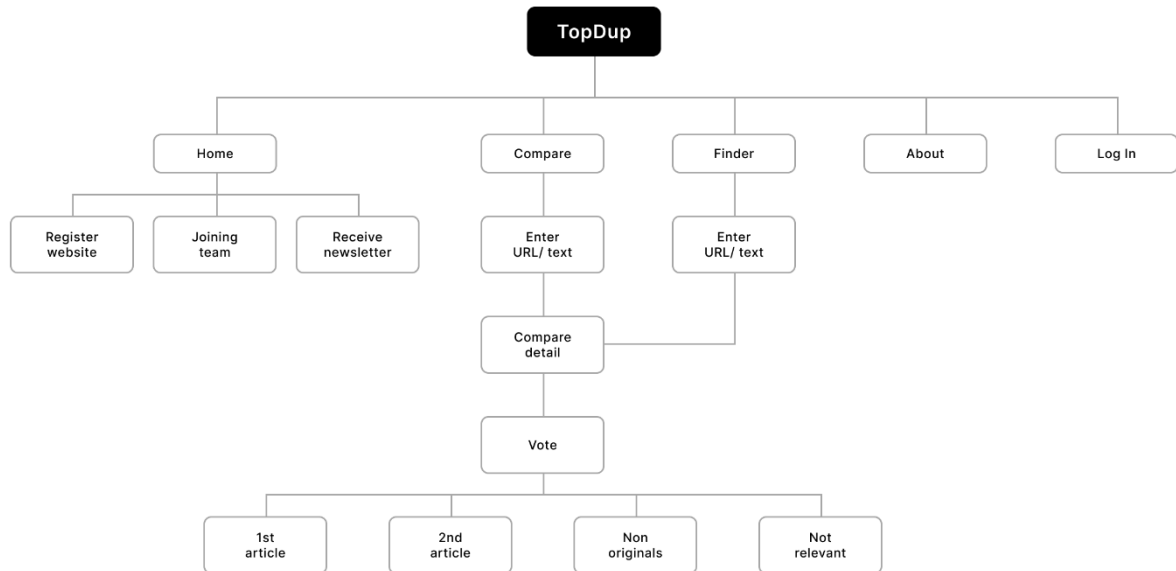 TopDup
Home
Compare
Finder
About
Log In
Register
website
Joining
team
Receive
newsletter
Enter
URL/ text
Enter
URL/ text
Compare
detail
Vote
1st
article
2nd
article
Non
originals
Not
relevant